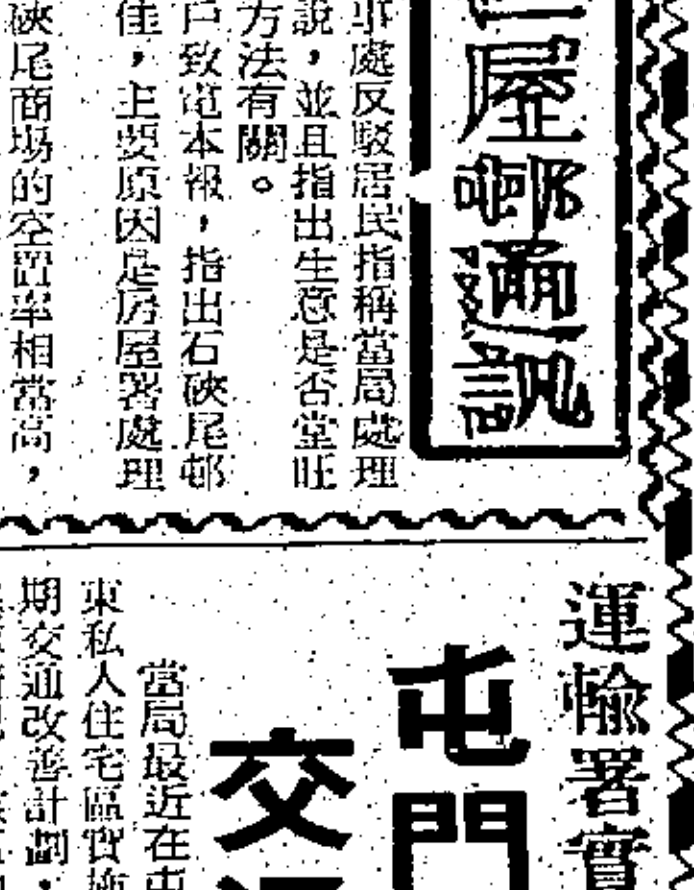 屋邨通訊
事處反駁居民指稱當局處理
說，並且指出生意是否堂旺
方法有關。
戶致電本報，指出石硤尾邨
佳，主要原因是房屋署處理
硤尾商場的空置率相當高，
運輸署實
屯門
交
當局最近在屯
東私人住宅區實施
期交通改善計劃，